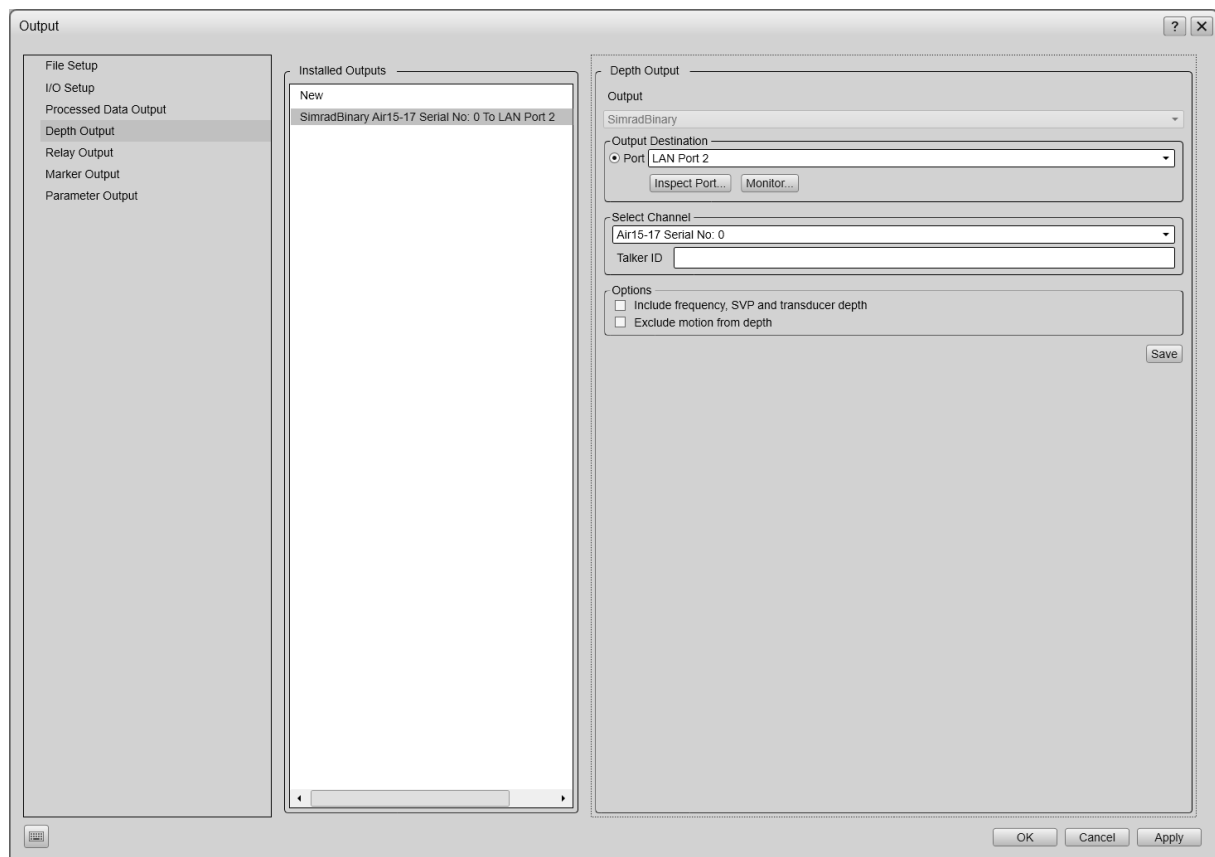 Output
?
File Setup
I/O Setup
Processed Data Output
Depth Output
Relay Output
Marker Output
Parameter Output
Installed Outputs
New
SimradBinary Air15-17 Serial No: 0 To LAN Port 2
Depth Output
Output
SimradBinary
Output Destination
Port LAN Port 2
Inspect Port... Monitor...
Select Channel
Air15-17 Serial No: 0
Talker ID
Options
Include frequency, SVP and transducer depth
Exclude motion from depth
Save
OK Cancel Apply